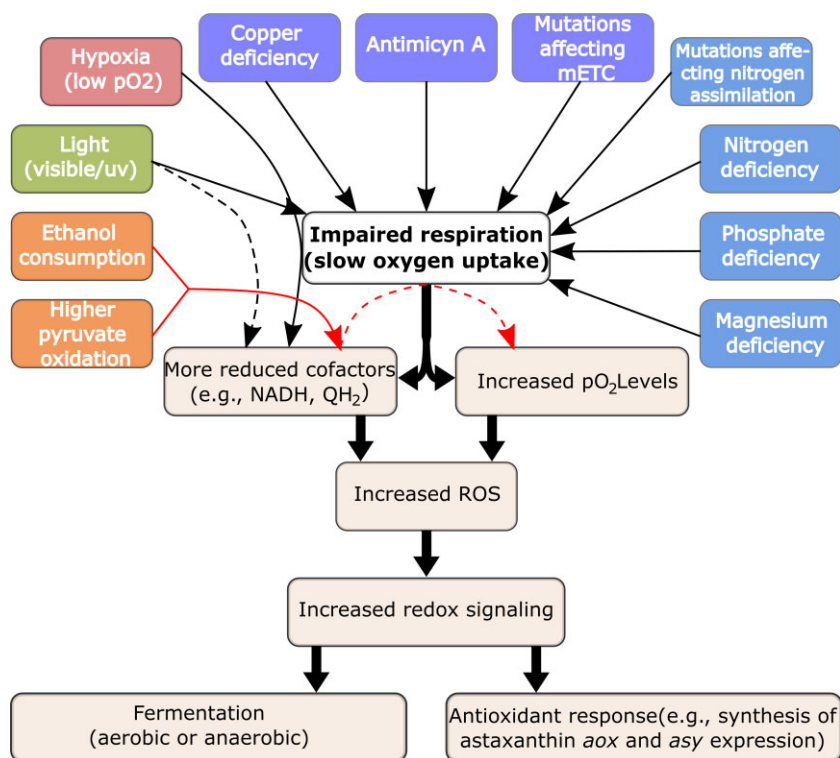 Hypoxia
(low pO2)
Copper
deficiency
Antimicyn A
Mutations
affecting
mETC
Mutations affe-
cting nitrogen
assimilation
Light
(visible/uv)
Nitrogen
deficiency
Ethanol
consumption
Impaired respiration
(slow oxygen uptake)
Phosphate
deficiency
Higher
pyruvate
oxidation
Magnesium
deficiency
More reduced cofactors
(e.g., NADH, QH₂)
Increased pO₂Levels
Increased ROS
Increased redox signaling
Fermentation
(aerobic or anaerobic)
Antioxidant response(e.g., synthesis of
astaxanthin aox and asy expression)